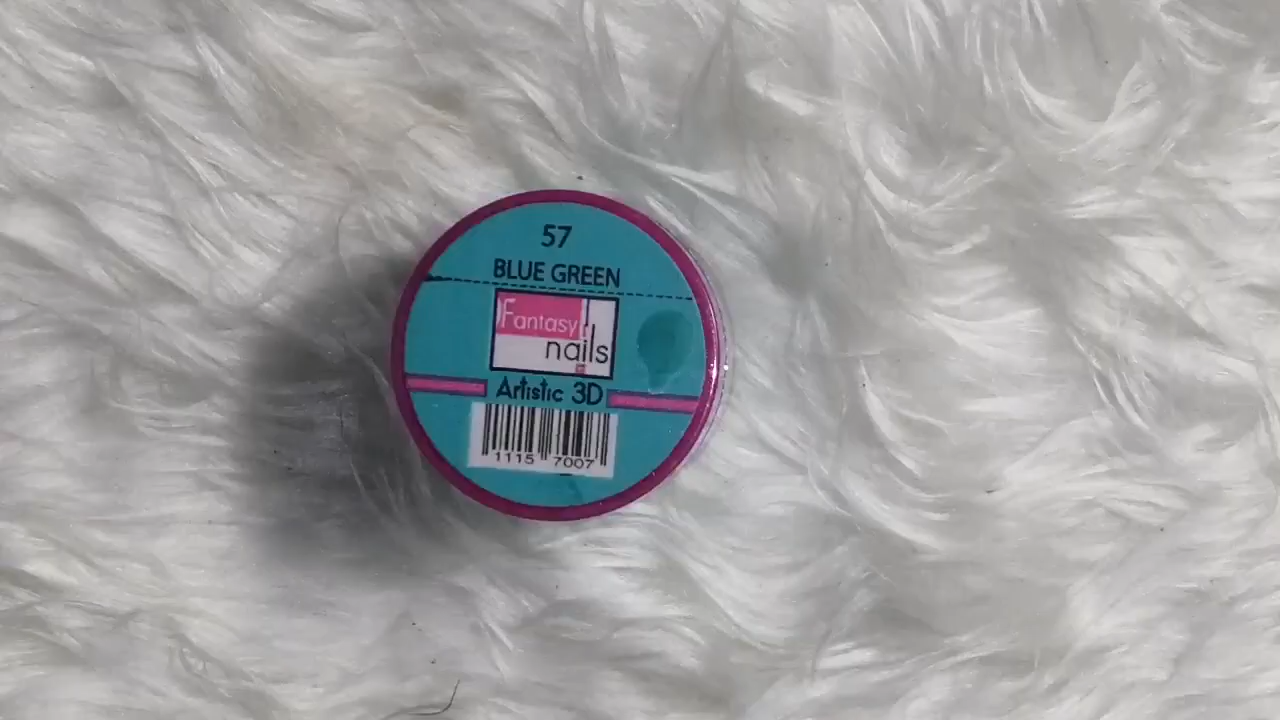 57
BLUE GREEN
Fantasy
nails
Artistic 3D
1115 7007